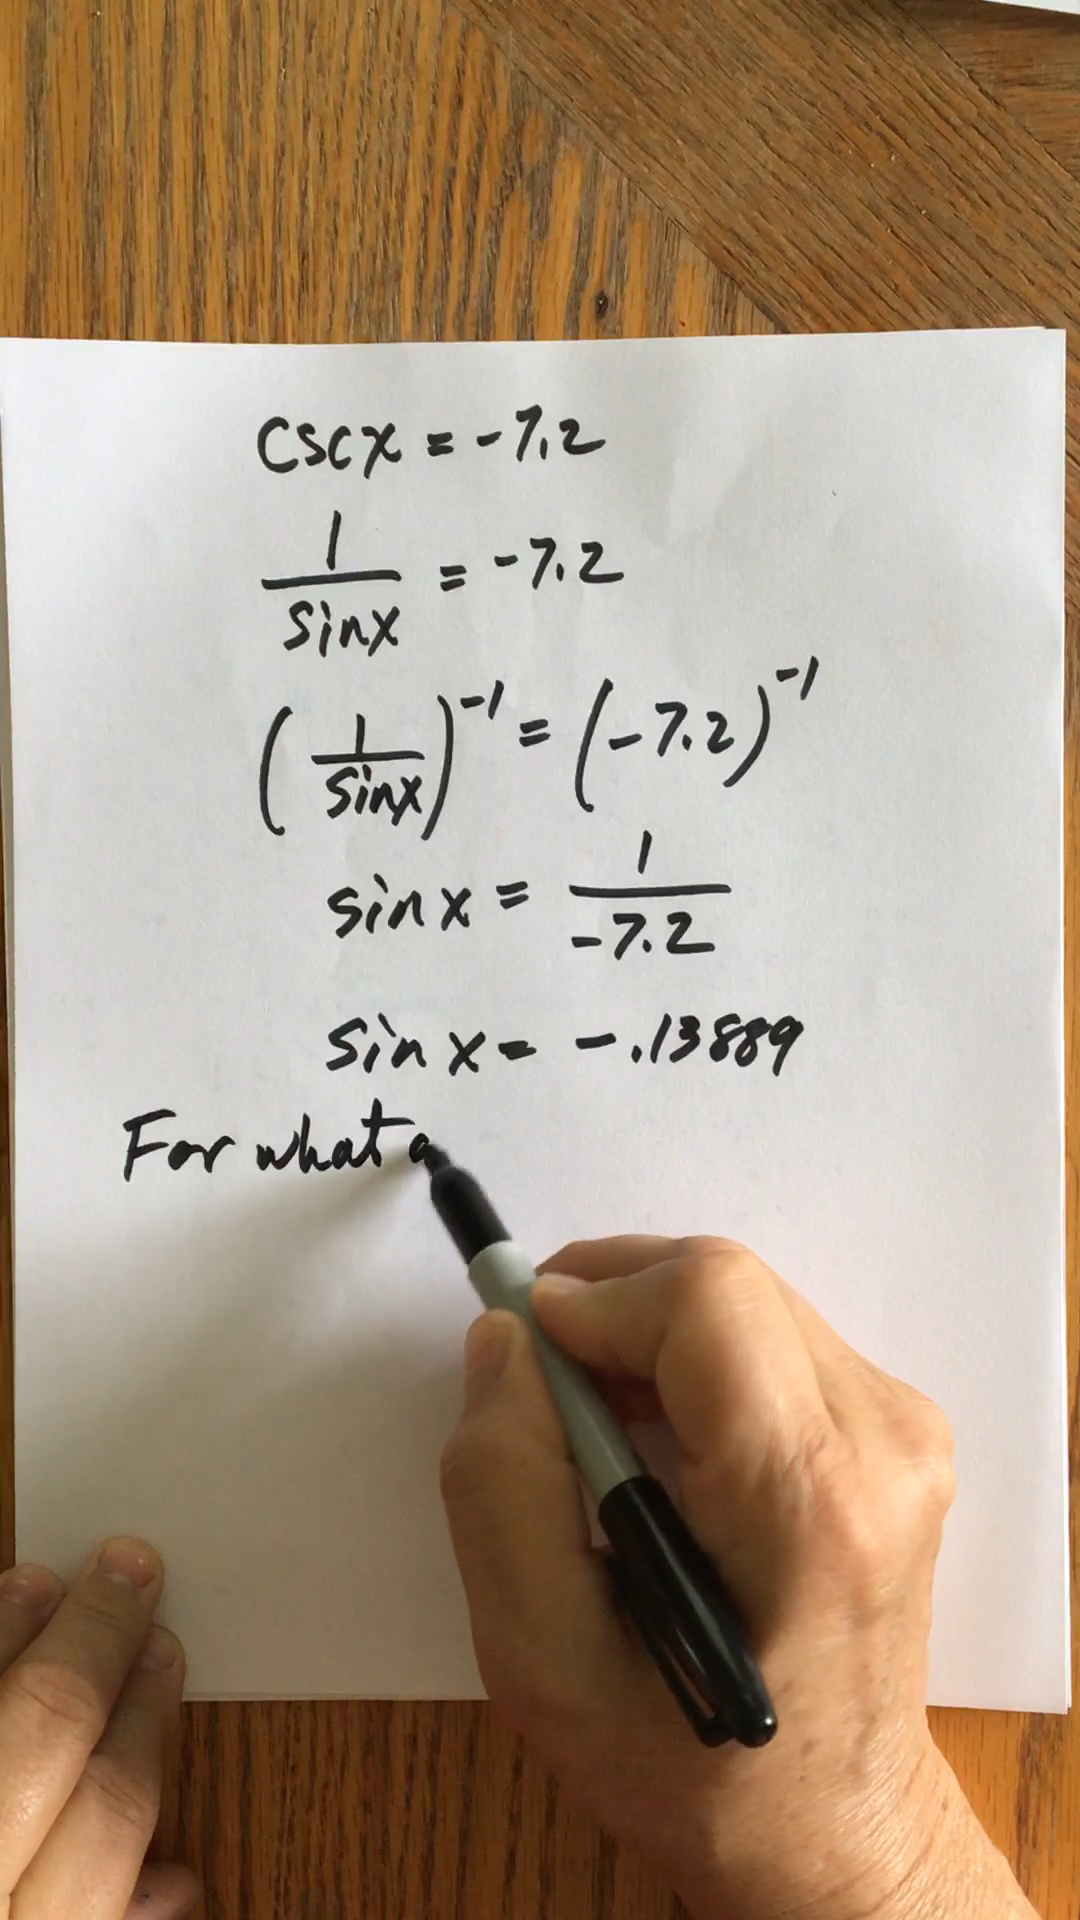 cscx = -7.2
1/sinx = -7.2
(1/sinx)^-1 = (-7.2)^-1
sinx = 1/-7.2
sinx = -.13889
For what a